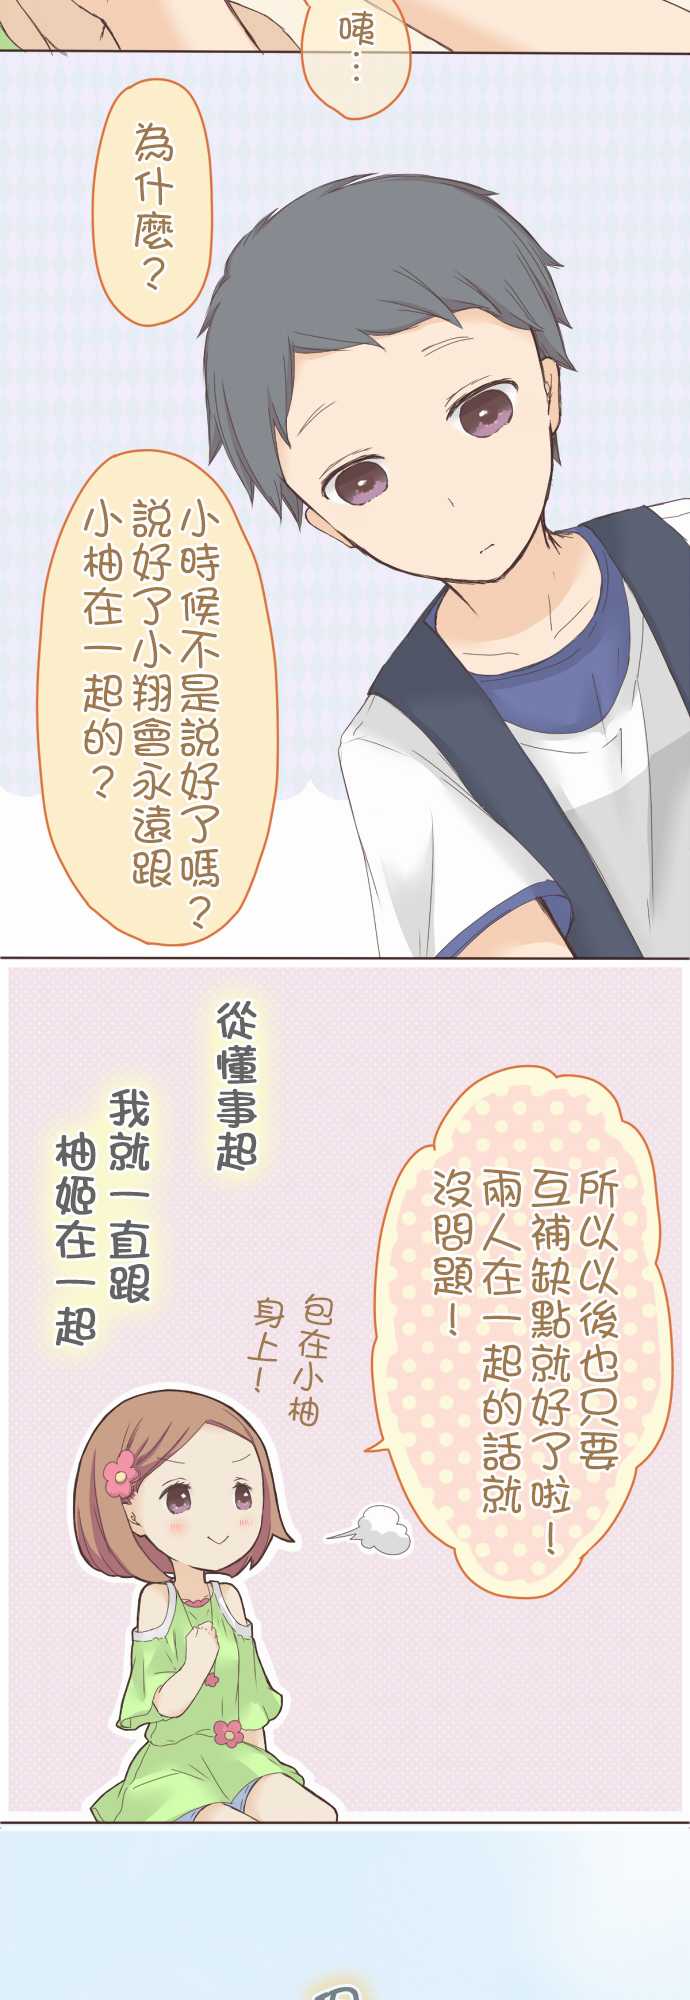 咦…
為什麼？
小時候不是說好了嗎？
說好了小翔會永遠跟
小柚在一起的？
從懂事起
我就一直跟
柚姬在一起
所以以後也只要
互補缺點就好了啦！
兩人在一起的話就
沒問題！
包在小柚
身上！